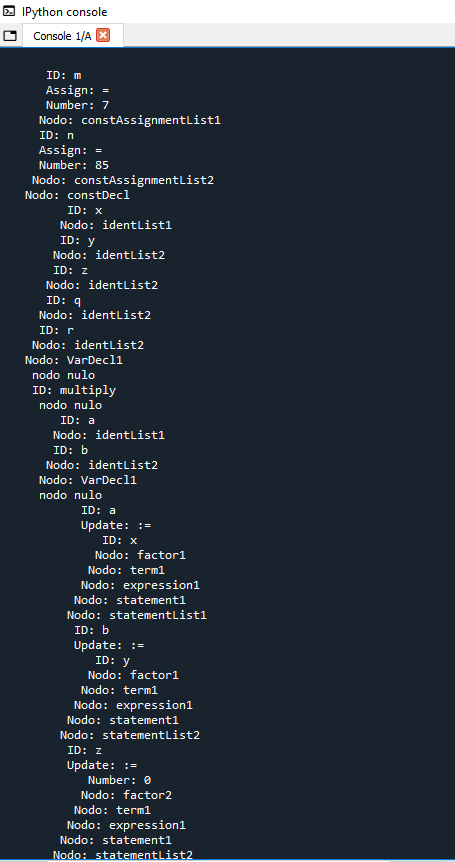 IPython console
Console 1/A
ID: m
Assign: =
Number: 7
Nodo: constAssignmentList1
ID: n
Assign: =
Number: 85
Nodo: constAssignmentList2
Nodo: constDecl
ID: x
Nodo: identList1
ID: y
Nodo: identList2
ID: z
Nodo: identList2
ID: q
Nodo: identList2
ID: r
Nodo: identList2
Nodo: VarDecl1
nodo nulo
ID: multiply
nodo nulo
ID: a
Nodo: identList1
ID: b
Nodo: identList2
Nodo: VarDecl1
nodo nulo
ID: a
Update: :=
ID: x
Nodo: factor1
Nodo: term1
Nodo: expression1
Nodo: statement1
Nodo: statementList1
ID: b
Update: :=
ID: y
Nodo: factor1
Nodo: term1
Nodo: expression1
Nodo: statement1
Nodo: statementList2
ID: z
Update: :=
Number: 0
Nodo: factor2
Nodo: term1
Nodo: expression1
Nodo: statement1
Nodo: statementList2